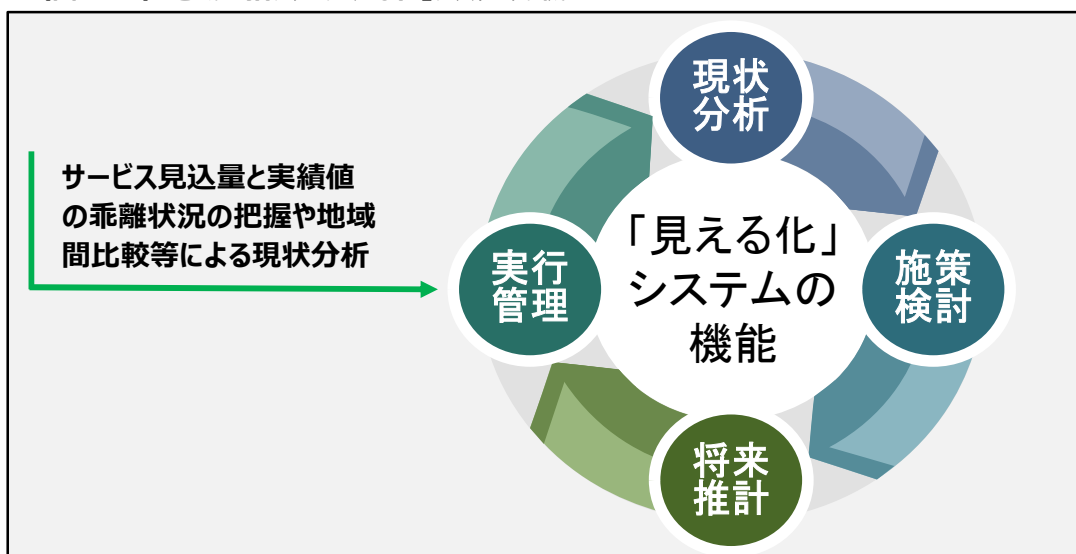 サービス見込量と実績値
の乖離状況の把握や地域
間比較等による現状分析
現状
分析
実行
管理
「見える化」
システムの
機能
施策
検討
将来
推計